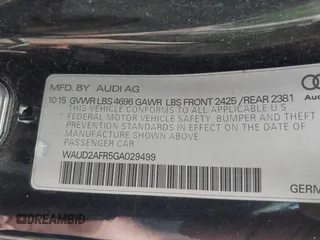 MFD. BY AUDI AG
10 15 GVWR LBS 4696 GAWR LBS FRONT 2425 /REAR 2381
THIS VEHICLE CONFORMS TO ALL APPLICABLE U.S.
FEDERAL MOTOR VEHICLE SAFETY, BUMPER AND THEFT
PREVENTION STANDARDS IN EFFECT ON THE DATE OF
MANUFACTURE SHOWN ABOVE.
PASSENGER CAR
WAUD2AFR5GA029499
GERM
DREAMBID